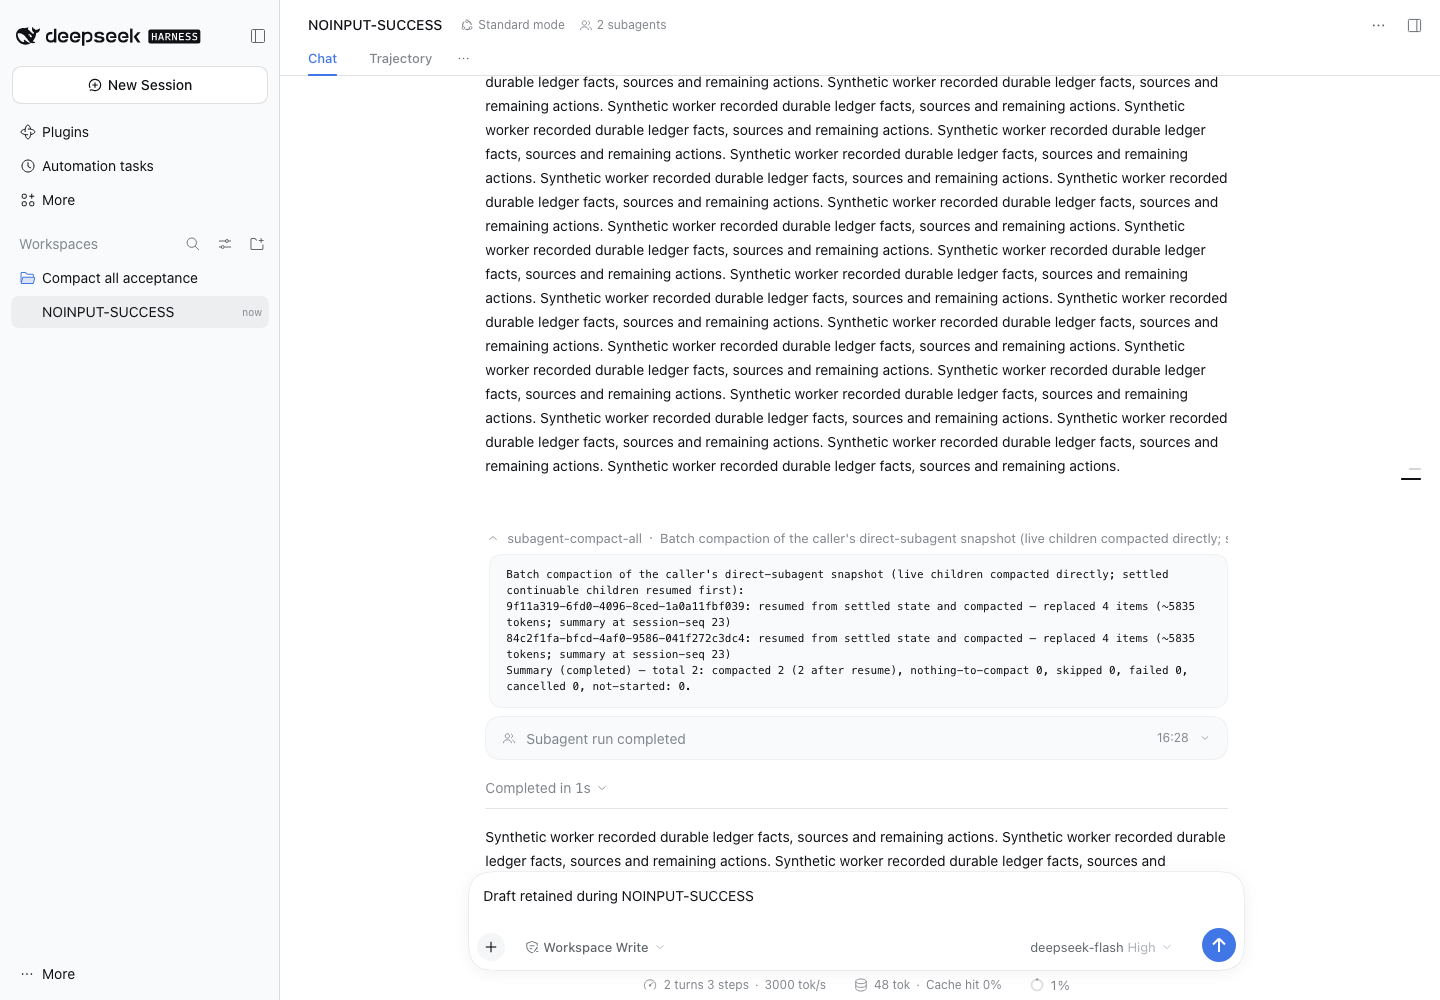 deepseek HARNESS
New Session
Plugins
Automation tasks
More
Workspaces
Compact all acceptance
NOINPUT-SUCCESS now
More
NOINPUT-SUCCESS Standard mode 2 subagents
Chat Trajectory
durable ledger facts, sources and remaining actions. Synthetic worker recorded durable ledger facts, sources and
remaining actions. Synthetic worker recorded durable ledger facts, sources and remaining actions. Synthetic
worker recorded durable ledger facts, sources and remaining actions. Synthetic worker recorded durable ledger
facts, sources and remaining actions. Synthetic worker recorded durable ledger facts, sources and remaining
actions. Synthetic worker recorded durable ledger facts, sources and remaining actions. Synthetic worker recorded
durable ledger facts, sources and remaining actions. Synthetic worker recorded durable ledger facts, sources and
remaining actions. Synthetic worker recorded durable ledger facts, sources and remaining actions. Synthetic
worker recorded durable ledger facts, sources and remaining actions. Synthetic worker recorded durable ledger
facts, sources and remaining actions. Synthetic worker recorded durable ledger facts, sources and remaining
actions. Synthetic worker recorded durable ledger facts, sources and remaining actions. Synthetic worker recorded
durable ledger facts, sources and remaining actions. Synthetic worker recorded durable ledger facts, sources and
remaining actions. Synthetic worker recorded durable ledger facts, sources and remaining actions. Synthetic
worker recorded durable ledger facts, sources and remaining actions. Synthetic worker recorded durable ledger
facts, sources and remaining actions. Synthetic worker recorded durable ledger facts, sources and remaining
actions. Synthetic worker recorded durable ledger facts, sources and remaining actions. Synthetic worker recorded
durable ledger facts, sources and remaining actions. Synthetic worker recorded durable ledger facts, sources and
remaining actions. Synthetic worker recorded durable ledger facts, sources and remaining actions.
subagent-compact-all · Batch compaction of the caller's direct-subagent snapshot (live children compacted directly;
Batch compaction of the caller's direct-subagent snapshot (live children compacted directly; settled
continuable children resumed first):
9f11a319-6fd0-4096-8ced-1a0a11fbf039: resumed from settled state and compacted — replaced 4 items (~5835
tokens; summary at session-seq 23)
84c2f1fa-bfcd-4af0-9586-041f272c3dc4: resumed from settled state and compacted — replaced 4 items (~5835
tokens; summary at session-seq 23)
Summary (completed) — total 2: compacted 2 (2 after resume), nothing-to-compact 0, skipped 0, failed 0,
cancelled 0, not-started: 0.
Subagent run completed 16:28
Completed in 1s
Synthetic worker recorded durable ledger facts, sources and remaining actions. Synthetic worker recorded durable
ledger facts, sources and remaining actions. Synthetic worker recorded durable ledger facts, sources and
Draft retained during NOINPUT-SUCCESS
Workspace Write deepseek-flash High
2 turns 3 steps · 3000 tok/s 48 tok · Cache hit 0% 1%